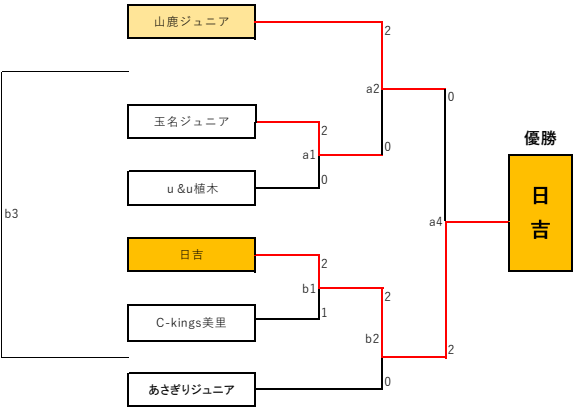 山鹿ジュニア
2
a2
0
玉名ジュニア
2
a1
0
0
優勝
u &u植木
日吉
b3
a4
日吉
2
b1
2
1
C-kings美里
b2
2
あさぎりジュニア
0